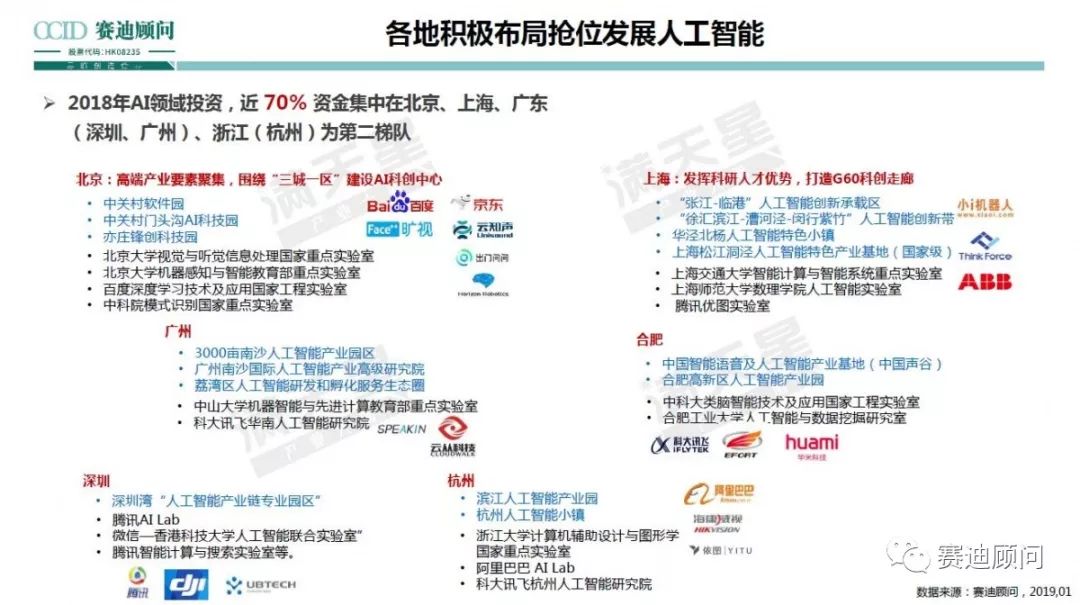 CCID 赛迪顾问
股票代码:HK08235
各地积极布局抢位发展人工智能
2018年AI领域投资，近 70% 资金集中在北京、上海、广东
（深圳、广州）、浙江（杭州）为第二梯队
北京：高端产业要素聚集，围绕“三城一区”建设AI科创中心
中关村软件园
中关村门头沟AI科技园
亦庄锋创科技园
北京大学视觉与听觉信息处理国家重点实验室
北京大学机器感知与智能教育部重点实验室
百度深度学习技术及应用国家工程实验室
中科院模式识别国家重点实验室
Baidu百度
京东
Face++ 旷视
云知声
Unisound
出门问问
Horizon Robotics
上海：发挥科研人才优势，打造G60科创走廊
“张江-临港”人工智能创新承载区
“徐汇滨江-漕河泾-闵行紫竹”人工智能创新带
华泾北杨人工智能特色小镇
上海松江洞泾人工智能特色产业基地（国家级）
上海交通大学智能计算与智能系统重点实验室
上海师范大学数理学院人工智能实验室
腾讯优图实验室
小i机器人
www.xiaoi.com
Think Force
ABB
广州
3000亩南沙人工智能产业园区
广州南沙国际人工智能产业高级研究院
荔湾区人工智能研发和孵化服务生态圈
中山大学机器智能与先进计算教育部重点实验室
科大讯飞华南人工智能研究院
SPEAKIN
云从科技
CLOUDWALK
合肥
中国智能语音及人工智能产业基地（中国声谷）
合肥高新区人工智能产业园
中科大类脑智能技术及应用国家工程实验室
合肥工业大学人工智能与数据挖掘研究室
科大讯飞
iFLYTEK
EFORT
huami
华米科技
深圳
深圳湾“人工智能产业链专业园区”
腾讯AI Lab
微信—香港科技大学人工智能联合实验室”
腾讯智能计算与搜索实验室等。
腾讯
dji
UBTECH
杭州
滨江人工智能产业园
杭州人工智能小镇
浙江大学计算机辅助设计与图形学
国家重点实验室
阿里巴巴 AI Lab
科大讯飞杭州人工智能研究院
阿里巴巴
海康威视
HIKVISION
依图 | YITU
赛迪顾问
数据来源：赛迪顾问，2019,01
满天星
满天星
满天星
满天星